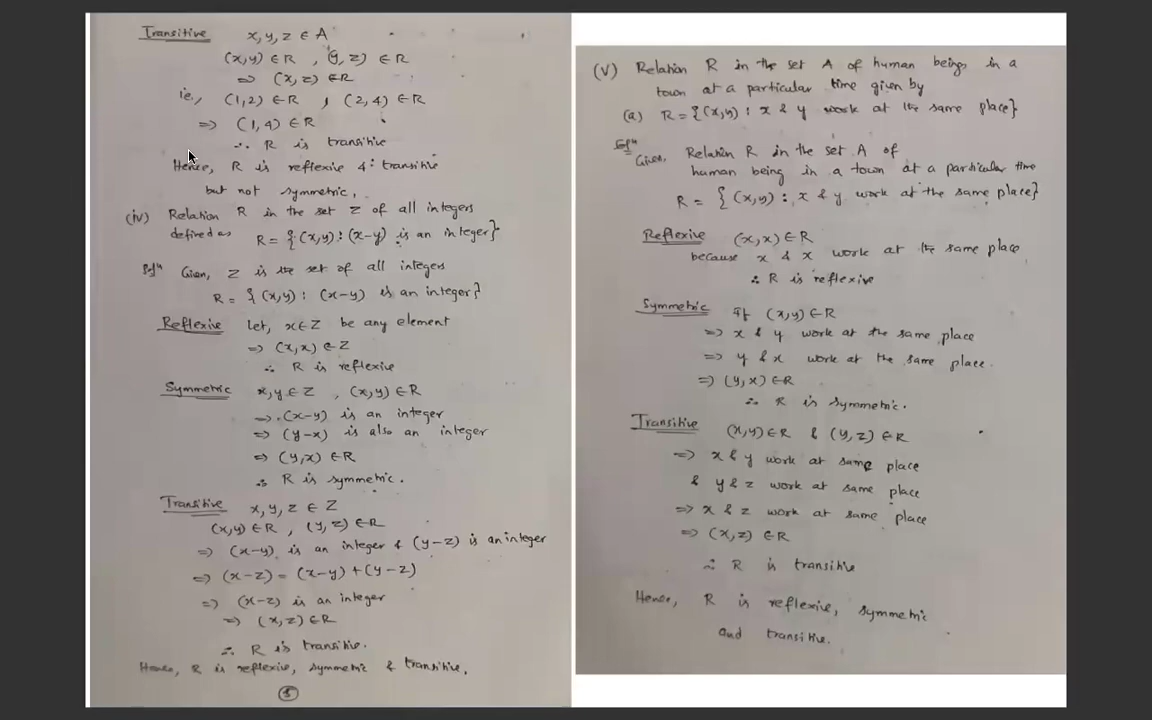 Transitive x, y, z ∈ A
(x,y) ∈ R , (y, z) ∈ R
=> (x,z) ∈ R
ie., (1,2) ∈ R , (2,4) ∈ R
=> (1,4) ∈ R
∴ R is transitive
Hence, R is reflexive & transitive
but not symmetric.
(iv) Relation R in the set Z of all integers
defined as R = {(x,y) : (x-y) is an integer}
Solⁿ Given, Z is the set of all integers
R = {(x,y) : (x-y) is an integer}
Reflexive Let, x ∈ Z be any element
=> (x,x) ∈ Z
∴ R is reflexive
Symmetric x,y ∈ Z , (x,y) ∈ R
=> (x-y) is an integer
=> (y-x) is also an integer
=> (y,x) ∈ R
∴ R is symmetric.
Transitive x, y, z ∈ Z
(x,y) ∈ R , (y,z) ∈ R
=> (x-y) is an integer & (y-z) is an integer
=> (x-z) = (x-y) + (y-z)
=> (x-z) is an integer
=> (x,z) ∈ R
∴ R is transitive.
Hence, R is reflexive, symmetric & transitive.
(V) Relation R in the set A of human beings in a
town at a particular time given by
(a) R = {(x,y) : x & y work at the same place}
Solⁿ Given, Relation R in the set A of
human being in a town at a particular time
R = {(x,y) : x & y work at the same place}
Reflexive (x,x) ∈ R
because x & x work at the same place
∴ R is reflexive
Symmetric If (x,y) ∈ R
=> x & y work at the same place
=> y & x work at the same place.
=> (y,x) ∈ R
∴ R is symmetric.
Transitive (x,y) ∈ R & (y,z) ∈ R
=> x & y work at same place
& y & z work at same place
=> x & z work at same place
=> (x,z) ∈ R
∴ R is transitive
Hence, R is reflexive, symmetric
and transitive.